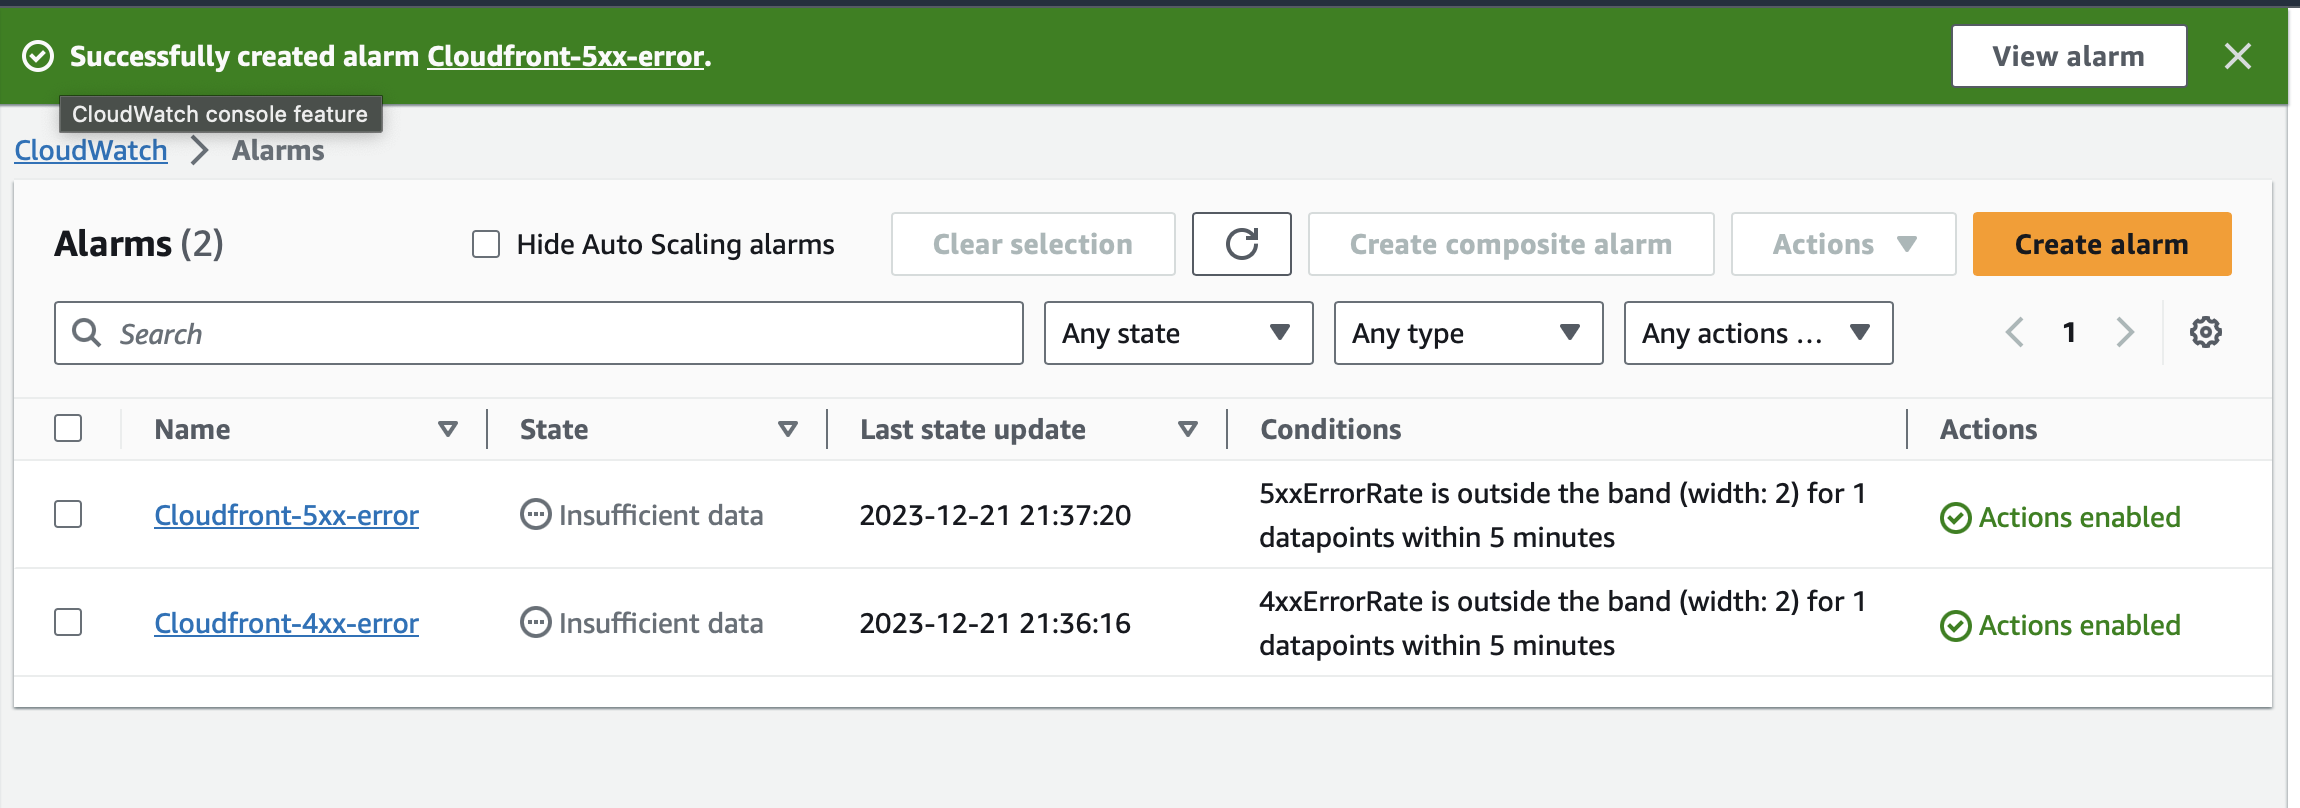 Successfully created alarm Cloudfront-5xx-error.
View alarm
CloudWatch console feature
CloudWatch
Alarms
Alarms (2)
Hide Auto Scaling alarms
Clear selection
Create composite alarm
Actions
Create alarm
Search
Any state
Any type
Any actions ...
1
Name
State
Last state update
Conditions
Actions
Cloudfront-5xx-error
Insufficient data
2023-12-21 21:37:20
5xxErrorRate is outside the band (width: 2) for 1
datapoints within 5 minutes
Actions enabled
Cloudfront-4xx-error
Insufficient data
2023-12-21 21:36:16
4xxErrorRate is outside the band (width: 2) for 1
datapoints within 5 minutes
Actions enabled